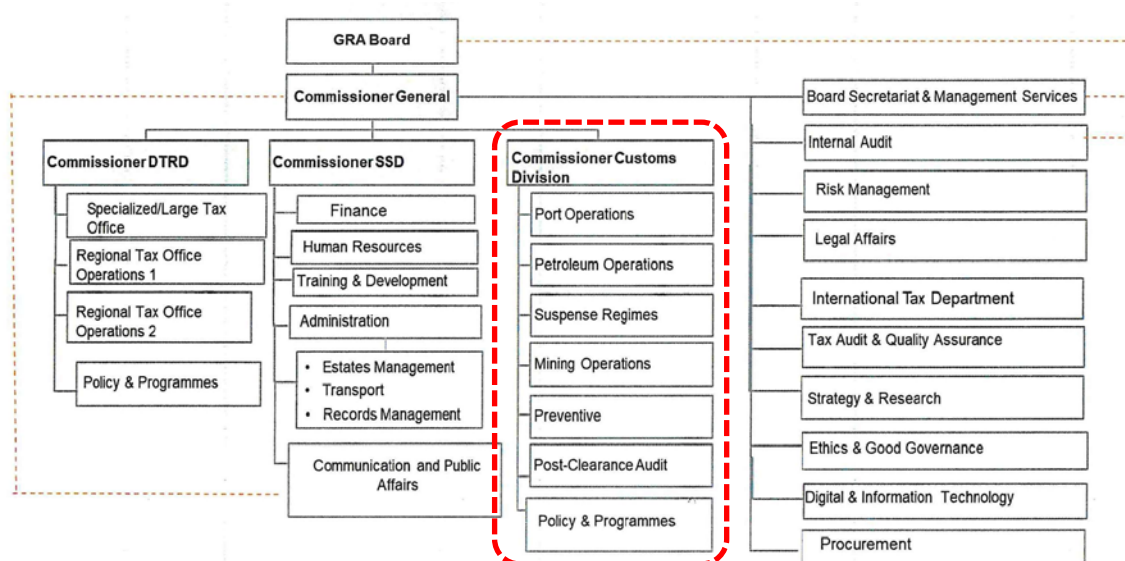 GRA Board
Commissioner General
Board Secretariat & Management Services
Internal Audit
Risk Management
Legal Affairs
International Tax Department
Tax Audit & Quality Assurance
Strategy & Research
Ethics & Good Governance
Digital & Information Technology
Procurement
Commissioner DTRD
Specialized/Large Tax
Office
Regional Tax Office
Operations 1
Regional Tax Office
Operations 2
Policy & Programmes
Commissioner SSD
Finance
Human Resources
Training & Development
Administration
• Estates Management
• Transport
• Records Management
Communication and Public
Affairs
Commissioner Customs
Division
Port Operations
Petroleum Operations
Suspense Regimes
Mining Operations
Preventive
Post-Clearance Audit
Policy & Programmes